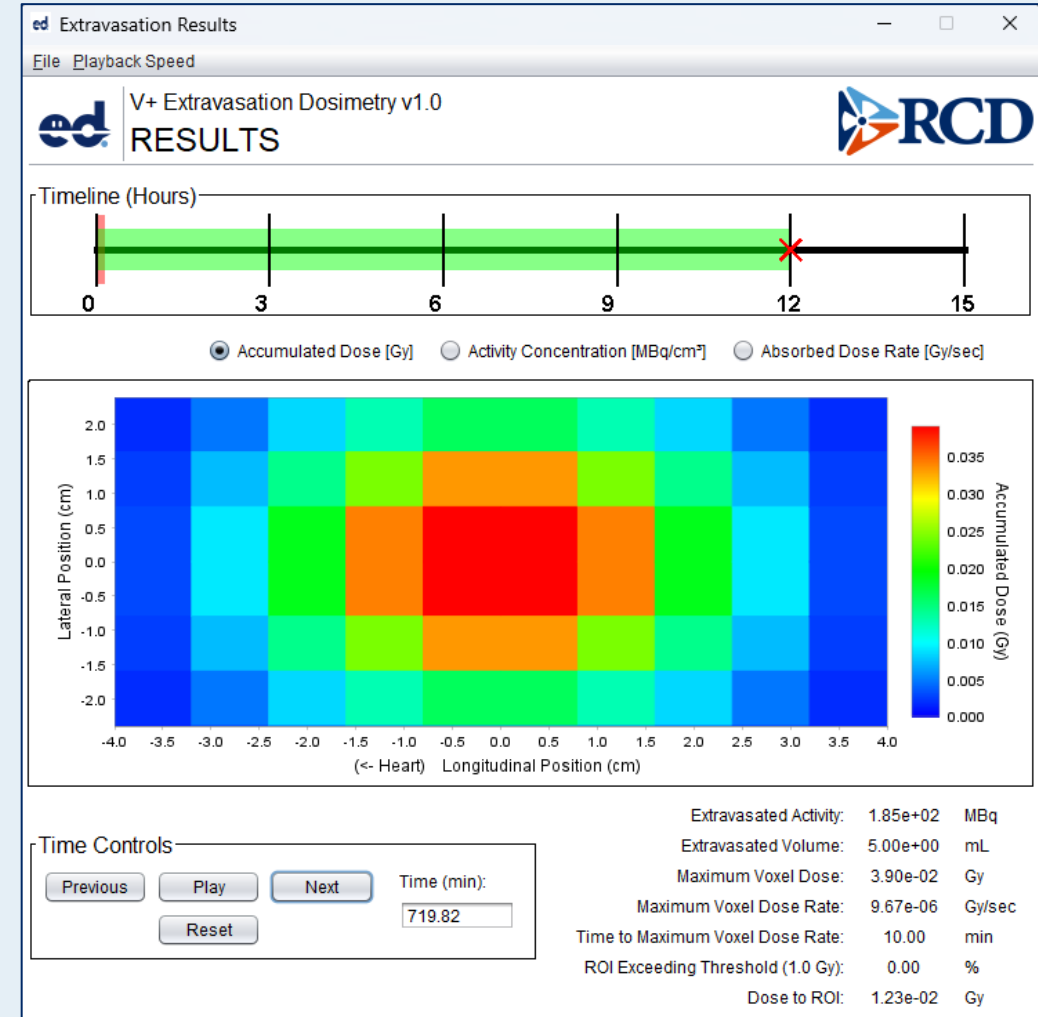 ed Extravasation Results
File Playback Speed
ed. V+ Extravasation Dosimetry v1.0
RESULTS
RCD
Timeline (Hours)
0 3 6 9 12 15
Accumulated Dose [Gy] Activity Concentration [MBq/cm³] Absorbed Dose Rate [Gy/sec]
2.0
1.5
1.0
0.5
0.0
-0.5
-1.0
-1.5
-2.0
Lateral Position (cm)
-4.0 -3.5 -3.0 -2.5 -2.0 -1.5 -1.0 -0.5 0.0 0.5 1.0 1.5 2.0 2.5 3.0 3.5 4.0
(<- Heart) Longitudinal Position (cm)
0.035
0.030
0.025
0.020
0.015
0.010
0.005
0.000
Accumulated Dose (Gy)
Time Controls
Previous Play Next
Reset
Time (min):
719.82
Extravasated Activity: 1.85e+02 MBq
Extravasated Volume: 5.00e+00 mL
Maximum Voxel Dose: 3.90e-02 Gy
Maximum Voxel Dose Rate: 9.67e-06 Gy/sec
Time to Maximum Voxel Dose Rate: 10.00 min
ROI Exceeding Threshold (1.0 Gy): 0.00 %
Dose to ROI: 1.23e-02 Gy